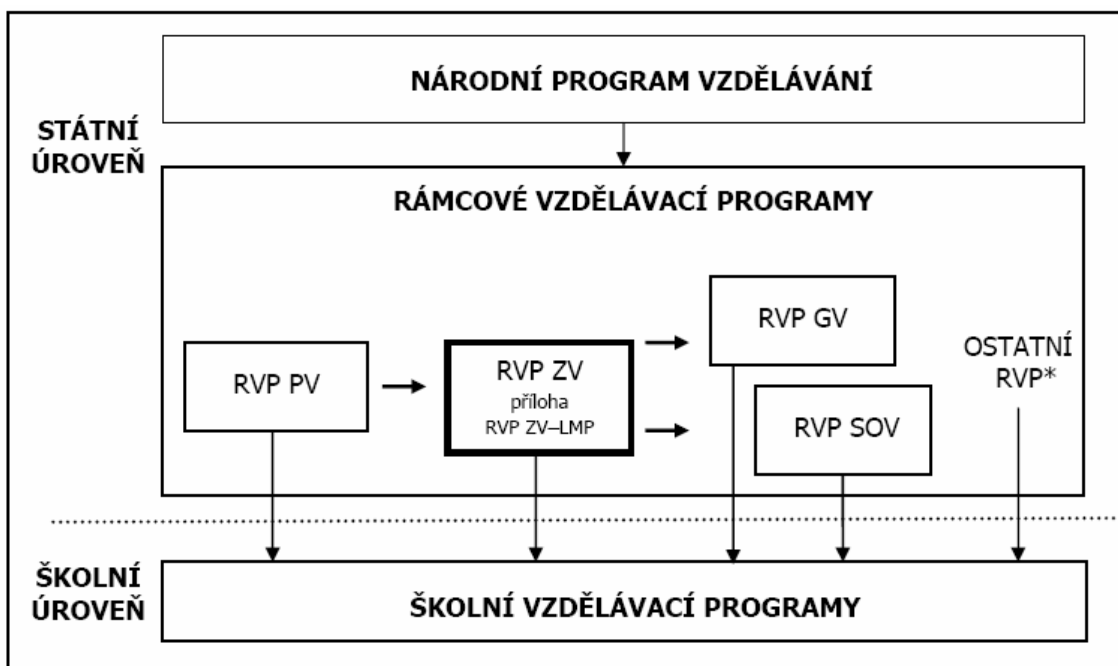 NÁRODNÍ PROGRAM VZDĚLÁVÁNÍ
STÁTNÍ
ÚROVEŇ
RÁMCOVÉ VZDĚLÁVACÍ PROGRAMY
RVP PV
RVP ZV
příloha
RVP ZV–LMP
RVP GV
RVP SOV
OSTATNÍ
RVP*
ŠKOLNÍ
ÚROVEŇ
ŠKOLNÍ VZDĚLÁVACÍ PROGRAMY